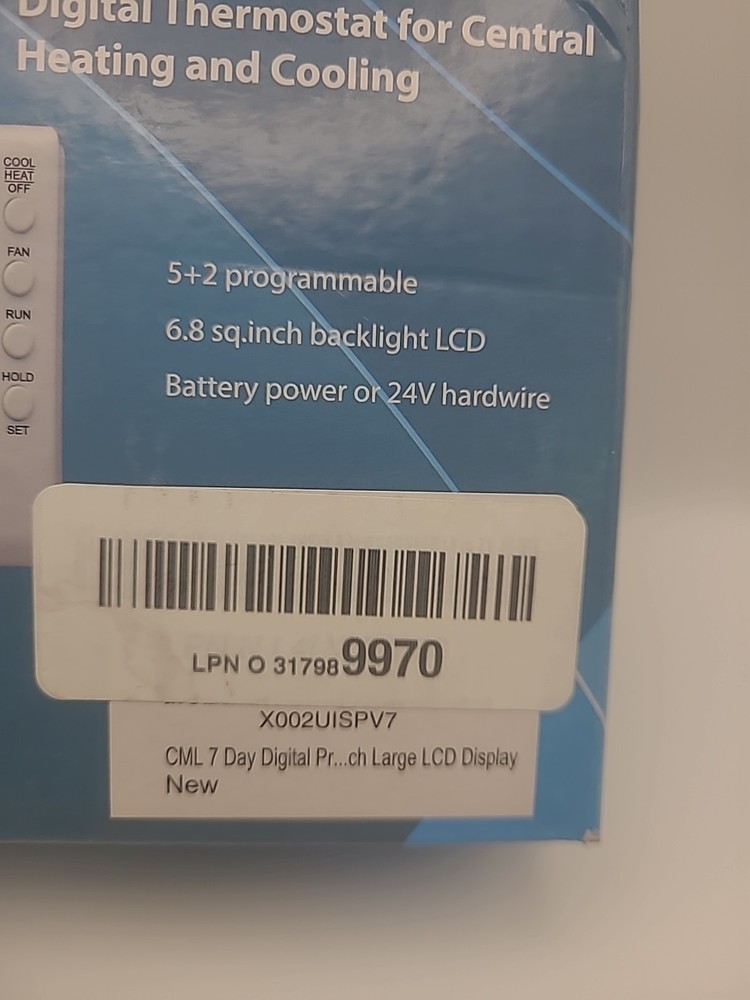 Digital Thermostat for Central
Heating and Cooling
COOL
HEAT
OFF
FAN
RUN
HOLD
SET
5+2 programmable
6.8 sq.inch backlight LCD
Battery power or 24V hardwire
LPN O 317989970
X002UISPV7
CML 7 Day Digital Pr...ch Large LCD Display
New